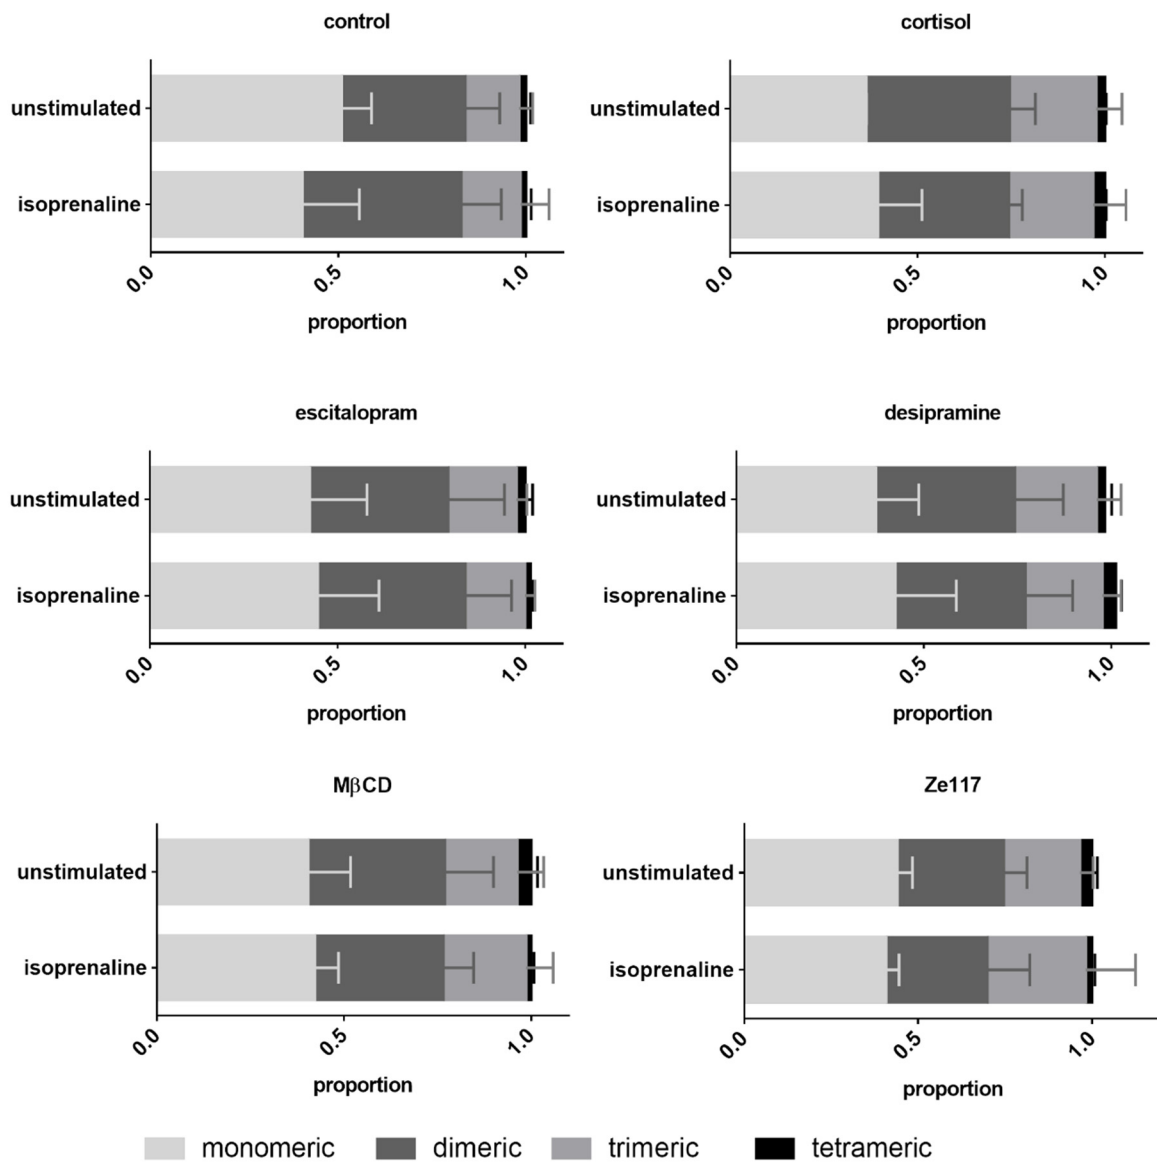 control
unstimulated
isoprenaline
0.0 0.5 1.0
proportion
cortisol
unstimulated
isoprenaline
0.0 0.5 1.0
proportion
escitalopram
unstimulated
isoprenaline
0.0 0.5 1.0
proportion
desipramine
unstimulated
isoprenaline
0.0 0.5 1.0
proportion
MβCD
unstimulated
isoprenaline
0.0 0.5 1.0
proportion
Ze117
unstimulated
isoprenaline
0.0 0.5 1.0
proportion
monomeric dimeric trimeric tetrameric